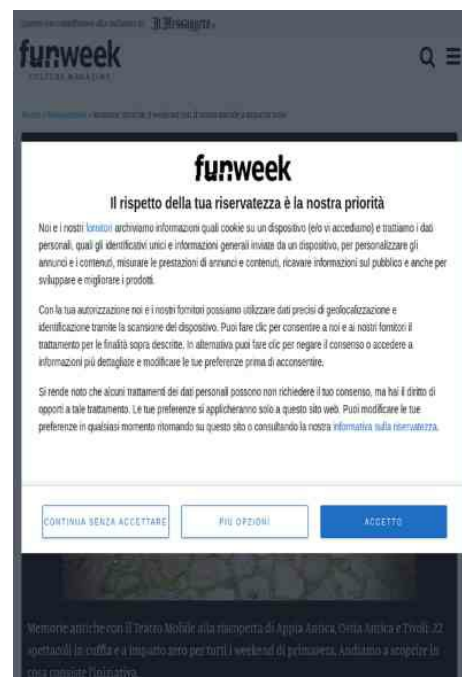 Il Messaggero
funweek
CULTURE MAGAZINE
funweek
Il rispetto della tua riservatezza è la nostra priorità
Noi e i nostri fornitori archiviamo informazioni quali cookie su un dispositivo (e/o vi accediamo) e trattiamo i dati
personali, quali gli identificativi unici e informazioni generali inviate da un dispositivo, per personalizzare gli
annunci e i contenuti, misurare le prestazioni di annunci e contenuti, ricavare informazioni sul pubblico e anche per
sviluppare e migliorare i prodotti.
Con la tua autorizzazione noi e i nostri fornitori possiamo utilizzare dati precisi di geolocalizzazione e
identificazione tramite la scansione del dispositivo. Puoi fare clic per consentire a noi e ai nostri fornitori il
trattamento per le finalità sopra descritte. In alternativa puoi fare clic per negare il consenso o accedere a
informazioni più dettagliate e modificare le tue preferenze prima di acconsentire.
Si rende noto che alcuni trattamenti dei dati personali possono non richiedere il tuo consenso, ma hai il diritto di
opporti a tale trattamento. Le tue preferenze si applicheranno solo a questo sito web. Puoi modificare le tue
preferenze in qualsiasi momento ritornando su questo sito o consultando la nostra informativa sulla riservatezza.
CONTINUA SENZA ACCETTARE
PIÙ OPZIONI
ACCETTO
Memorie antiche con il Teatro Mobile alla riscoperta di Appia Antica, Ostia Antica e Tivoli: 22
spettacoli in cuffia e a impatto zero per tutti i weekend di primavera. Andiamo a scoprire in
cosa consiste l'iniziativa.